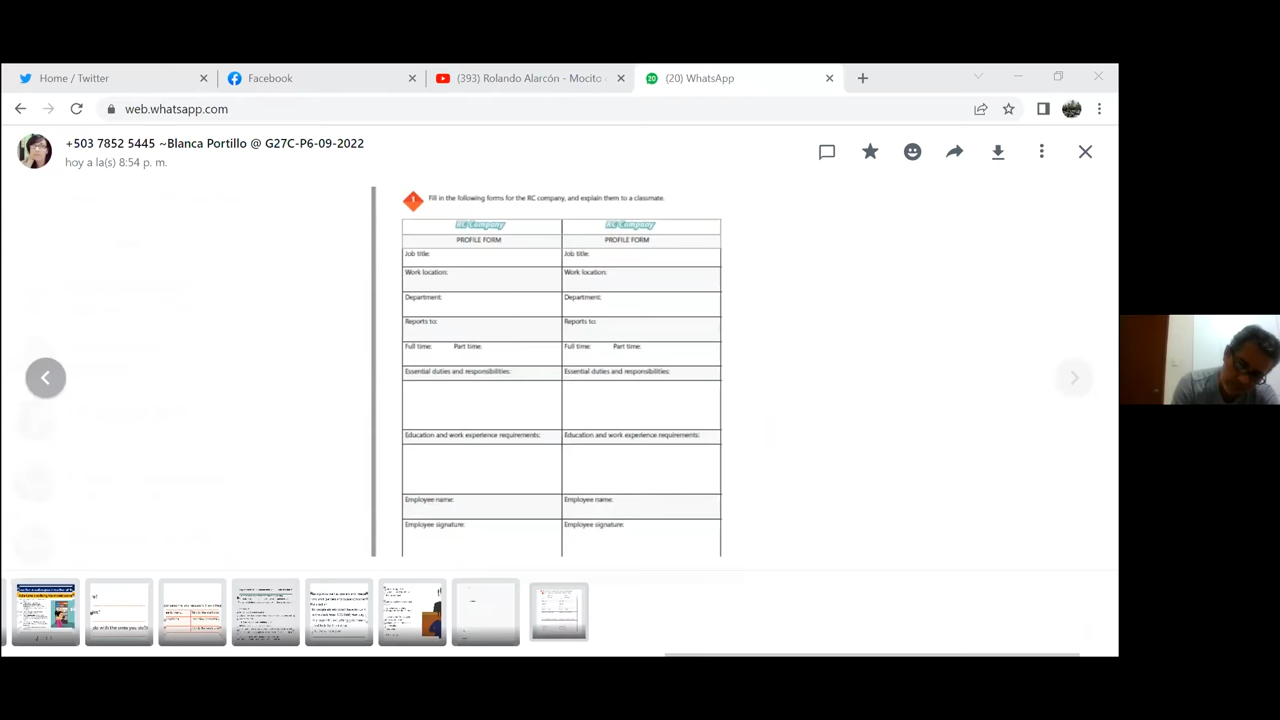 Home / Twitter
Facebook
(393) Rolando Alarcón - Mocito
(20) WhatsApp
web.whatsapp.com
+503 7852 5445 ~Blanca Portillo @ G27C-P6-09-2022
hoy a la(s) 8:54 p. m.
1 Fill in the following forms for the RC company, and explain them to a classmate.
RC Company RC Company
PROFILE FORM PROFILE FORM
Job title: Job title:
Work location: Work location:
Department: Department:
Reports to: Reports to:
Full time: Part time: Full time: Part time:
Essential duties and responsibilities: Essential duties and responsibilities:
Education and work experience requirements: Education and work experience requirements:
Employee name: Employee name:
Employee signature: Employee signature: